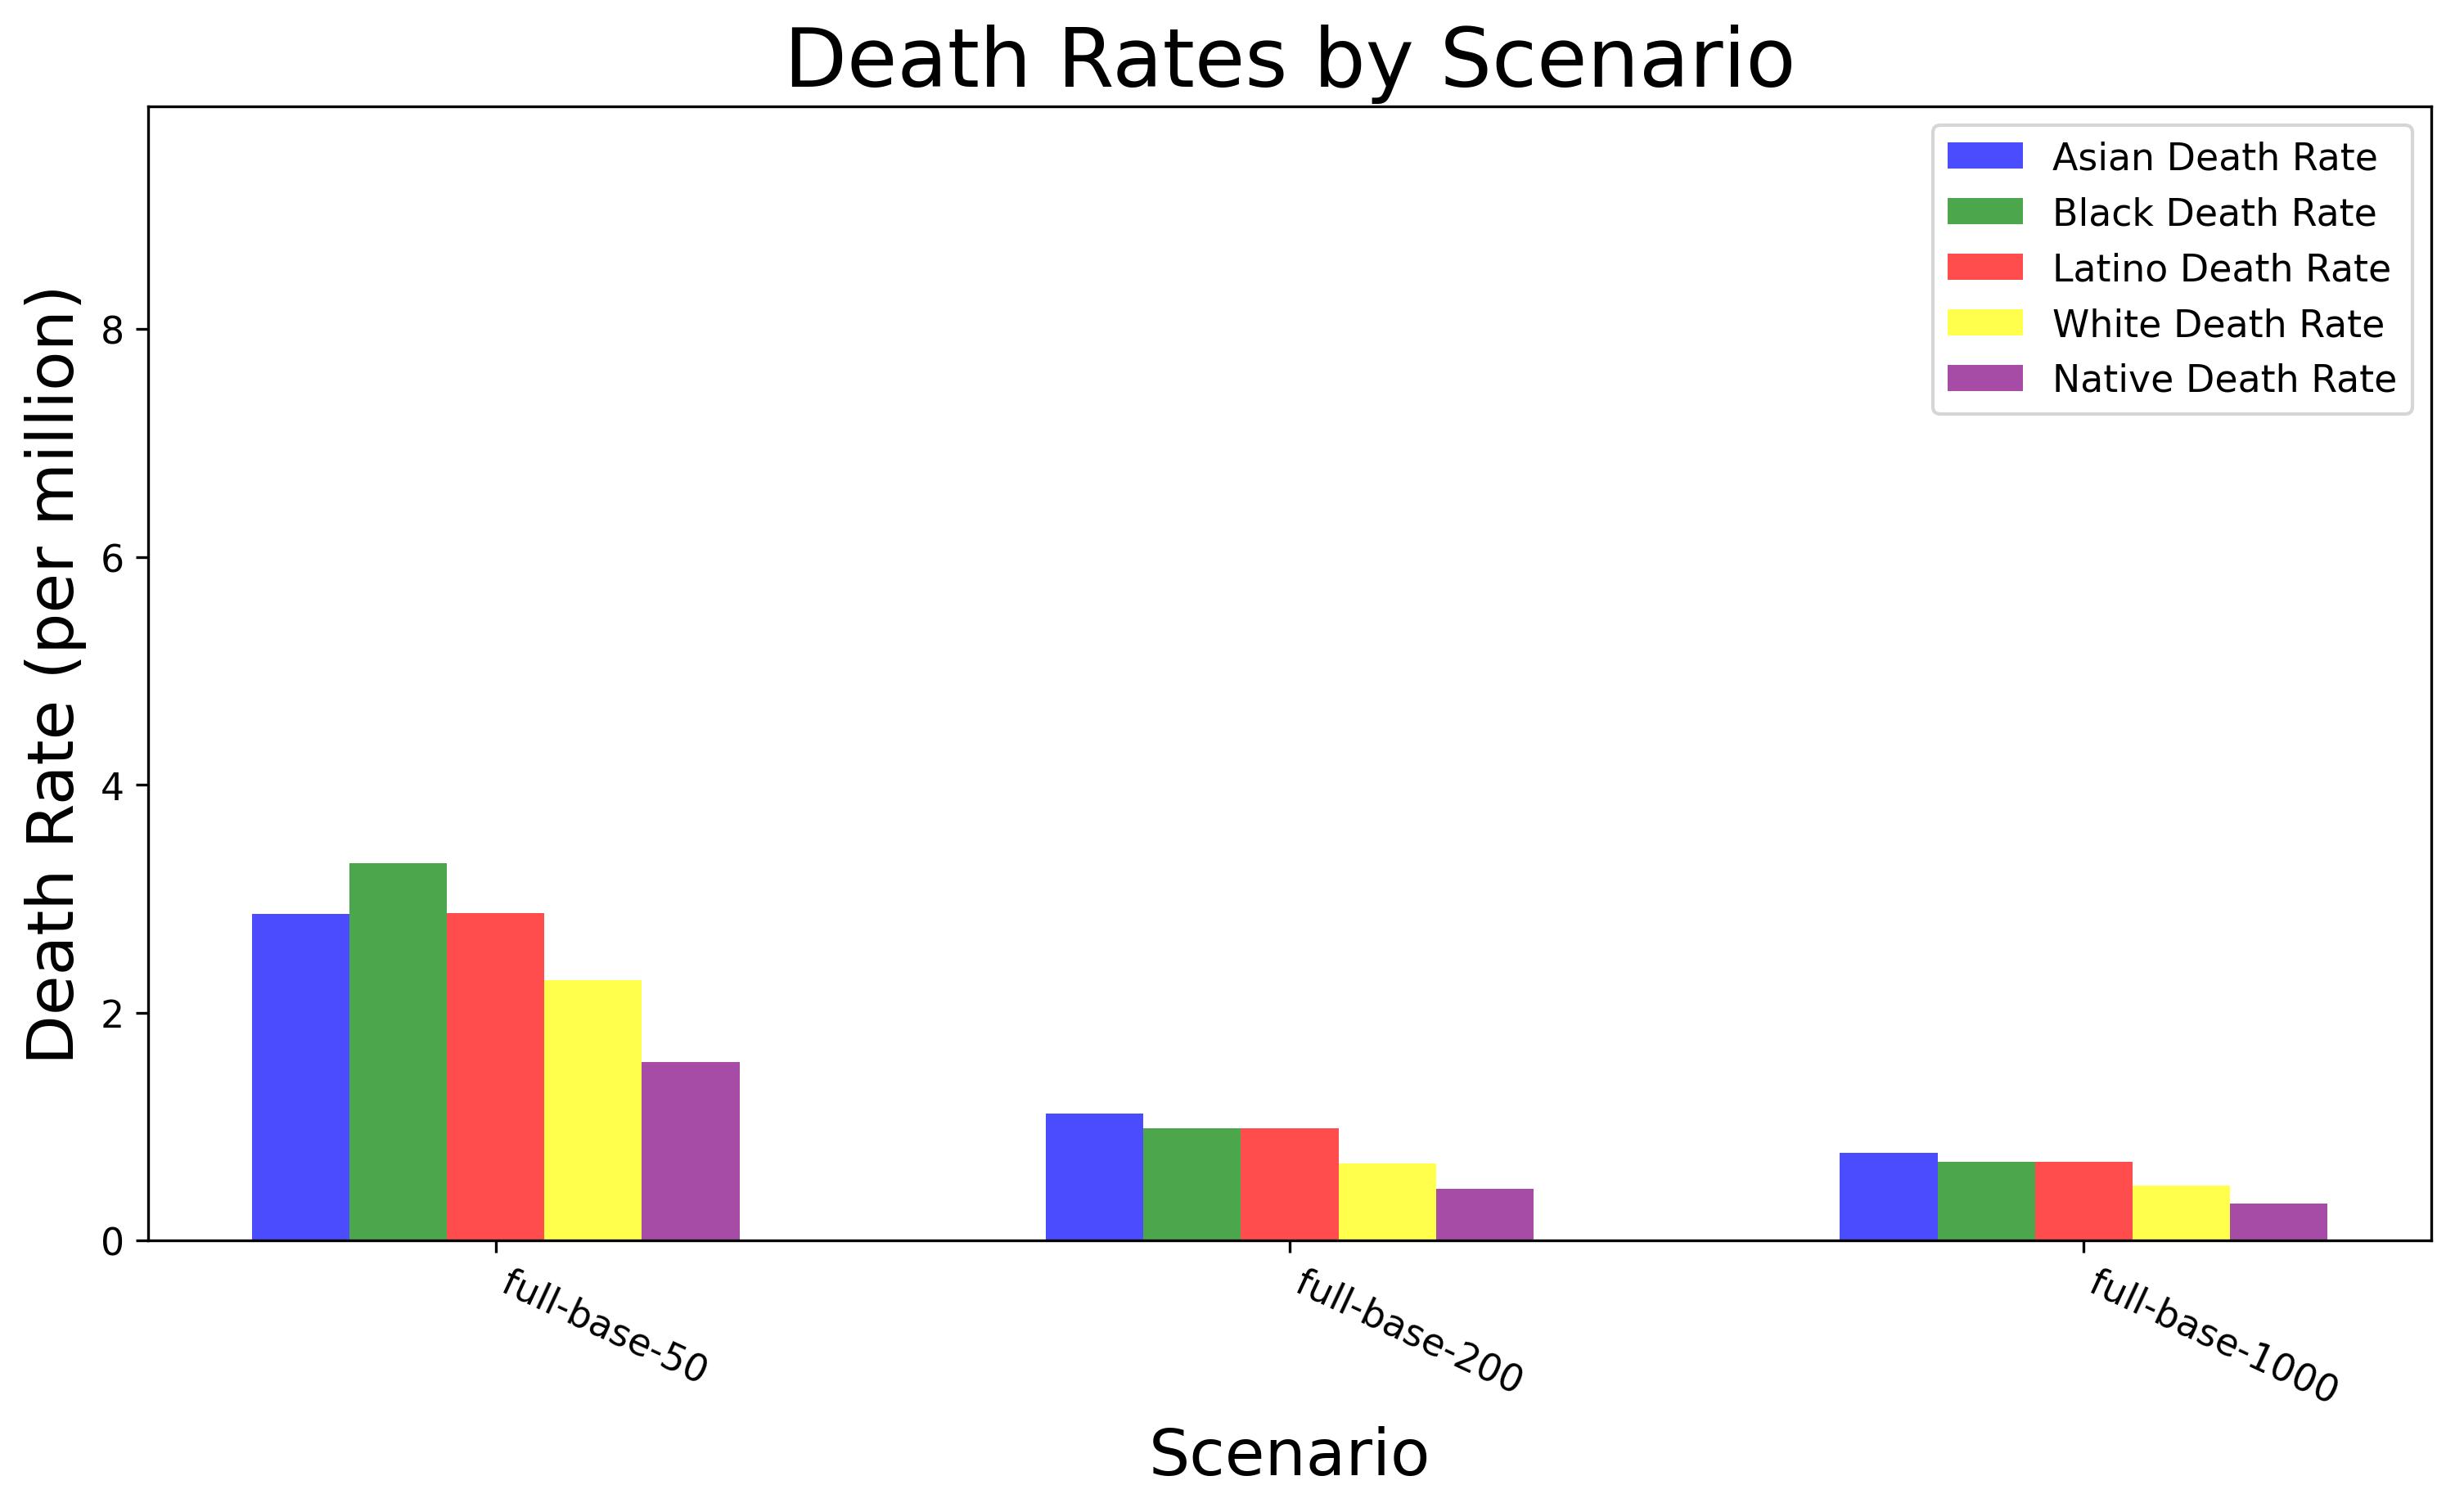 Death Rates by Scenario
Asian Death Rate
Black Death Rate
Latino Death Rate
White Death Rate
Native Death Rate
Death Rate (per million)
8
6
4
2
0
full-base-50
full-base-200
full-base-1000
Scenario